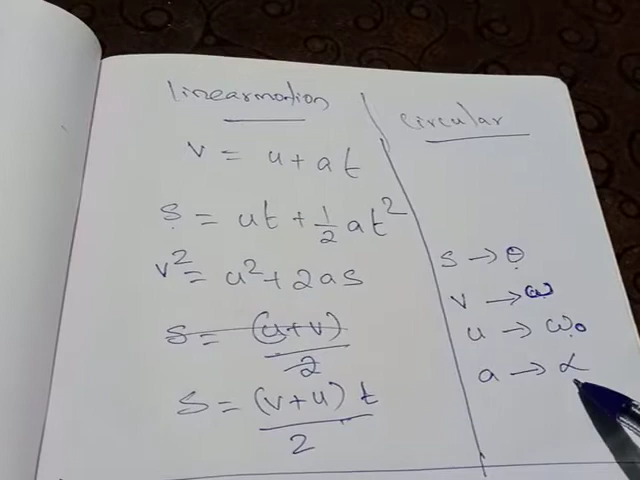 linearmotion
v = u + at
s = ut + 1/2 at²
v² = u² + 2as
s = (u+v)/2
s = (v+u) t/2
circular
s → θ
v → ω
u → ω₀
a → α